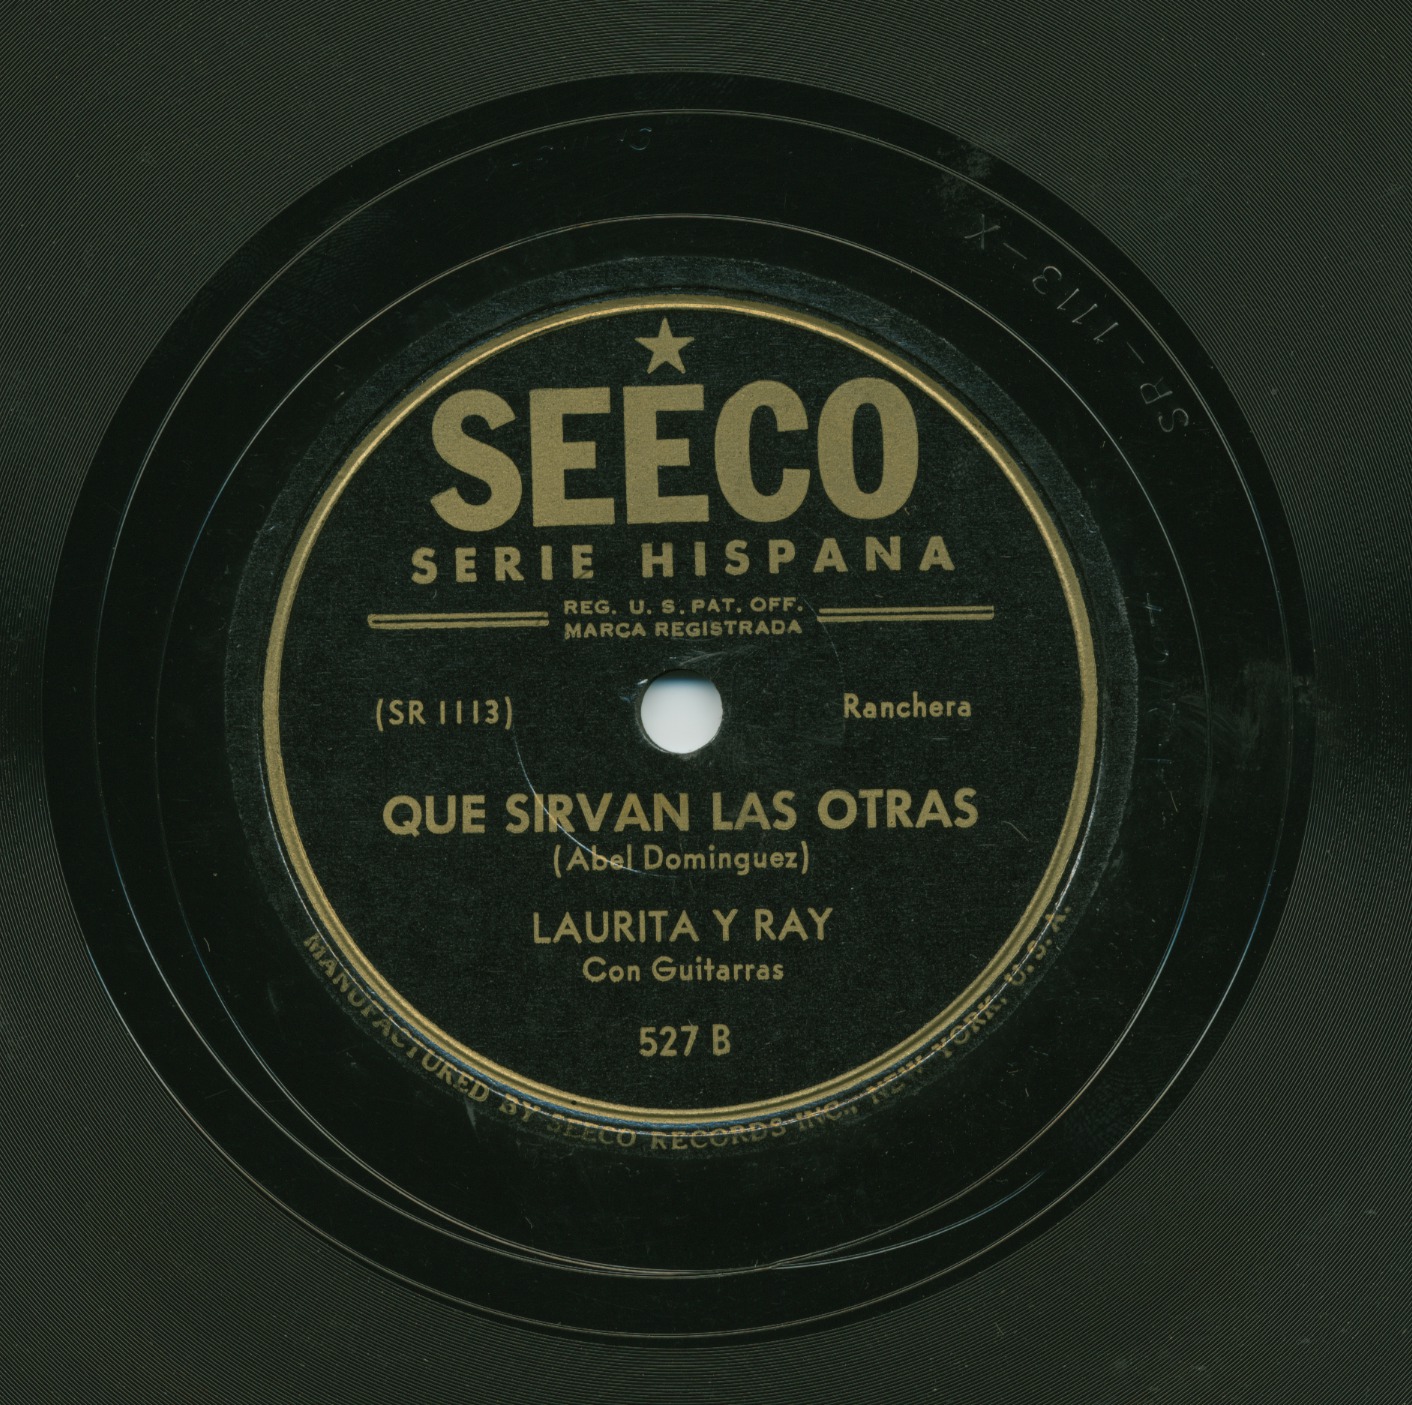 SEECO
SERIE HISPANA
REG. U. S. PAT. OFF.
MARCA REGISTRADA
(SR 1113)
Ranchera
QUE SIRVAN LAS OTRAS
(Abel Dominguez)
LAURITA Y RAY
Con Guitarras
527 B
MANUFACTURED BY SEECO RECORDS INC., NEW YORK, U. S. A.
SR-1113-X